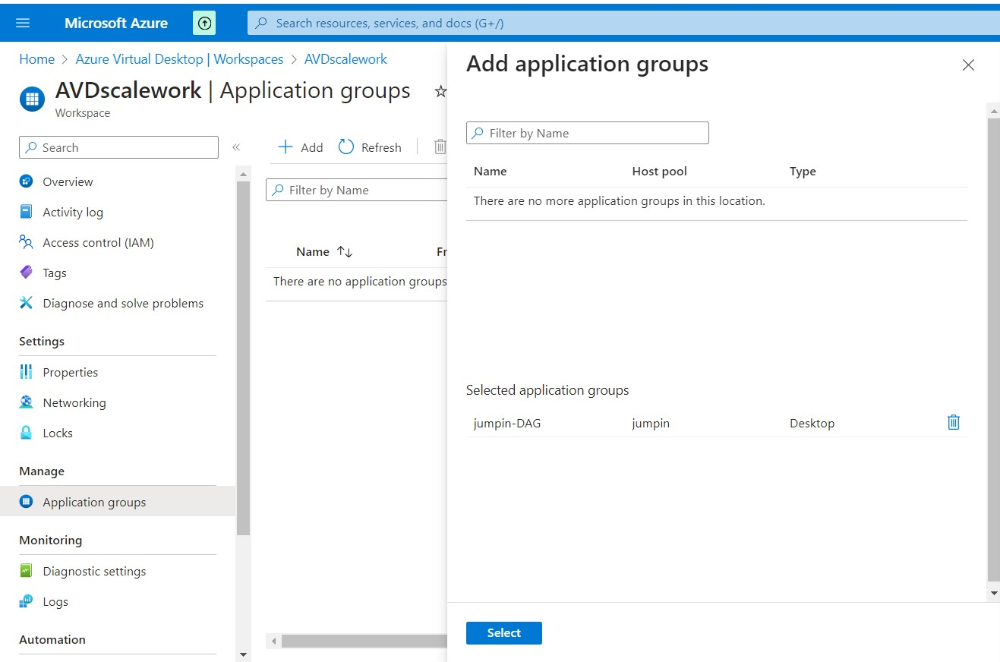 Microsoft Azure
Search resources, services, and docs (G+/)
Home > Azure Virtual Desktop | Workspaces > AVDscalework
AVDscalework | Application groups
Workspace
Search
«
Overview
Activity log
Access control (IAM)
Tags
Diagnose and solve problems
Settings
Properties
Networking
Locks
Manage
Application groups
Monitoring
Diagnostic settings
Logs
Automation
Add
Refresh
Filter by Name
Name ↑↓ Fr
There are no application groups
Add application groups
Filter by Name
Name Host pool Type
There are no more application groups in this location.
Selected application groups
jumpin-DAG jumpin Desktop
Select